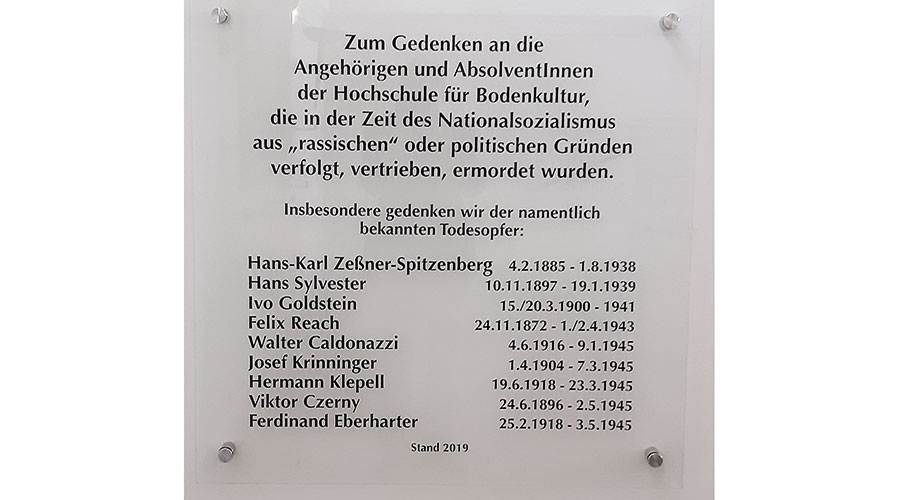 Zum Gedenken an die
Angehörigen und AbsolventInnen
der Hochschule für Bodenkultur,
die in der Zeit des Nationalsozialismus
aus „rassischen“ oder politischen Gründen
verfolgt, vertrieben, ermordet wurden.
Insbesondere gedenken wir der namentlich
bekannten Todesopfer:
Hans-Karl Zeßner-Spitzenberg 4.2.1885 - 1.8.1938
Hans Sylvester 10.11.1897 - 19.1.1939
Ivo Goldstein 15./20.3.1900 - 1941
Felix Reach 24.11.1872 - 1./2.4.1943
Walter Caldonazzi 4.6.1916 - 9.1.1945
Josef Krinninger 1.4.1904 - 7.3.1945
Hermann Klepell 19.6.1918 - 23.3.1945
Viktor Czerny 24.6.1896 - 2.5.1945
Ferdinand Eberharter 25.2.1918 - 3.5.1945
Stand 2019